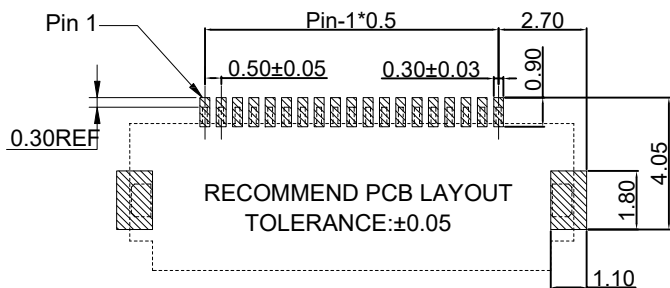 Pin 1
Pin-1*0.5
2.70
0.50±0.05
0.30±0.03
0.90
0.30REF
4.05
RECOMMEND PCB LAYOUT
1.80
TOLERANCE:±0.05
1.10